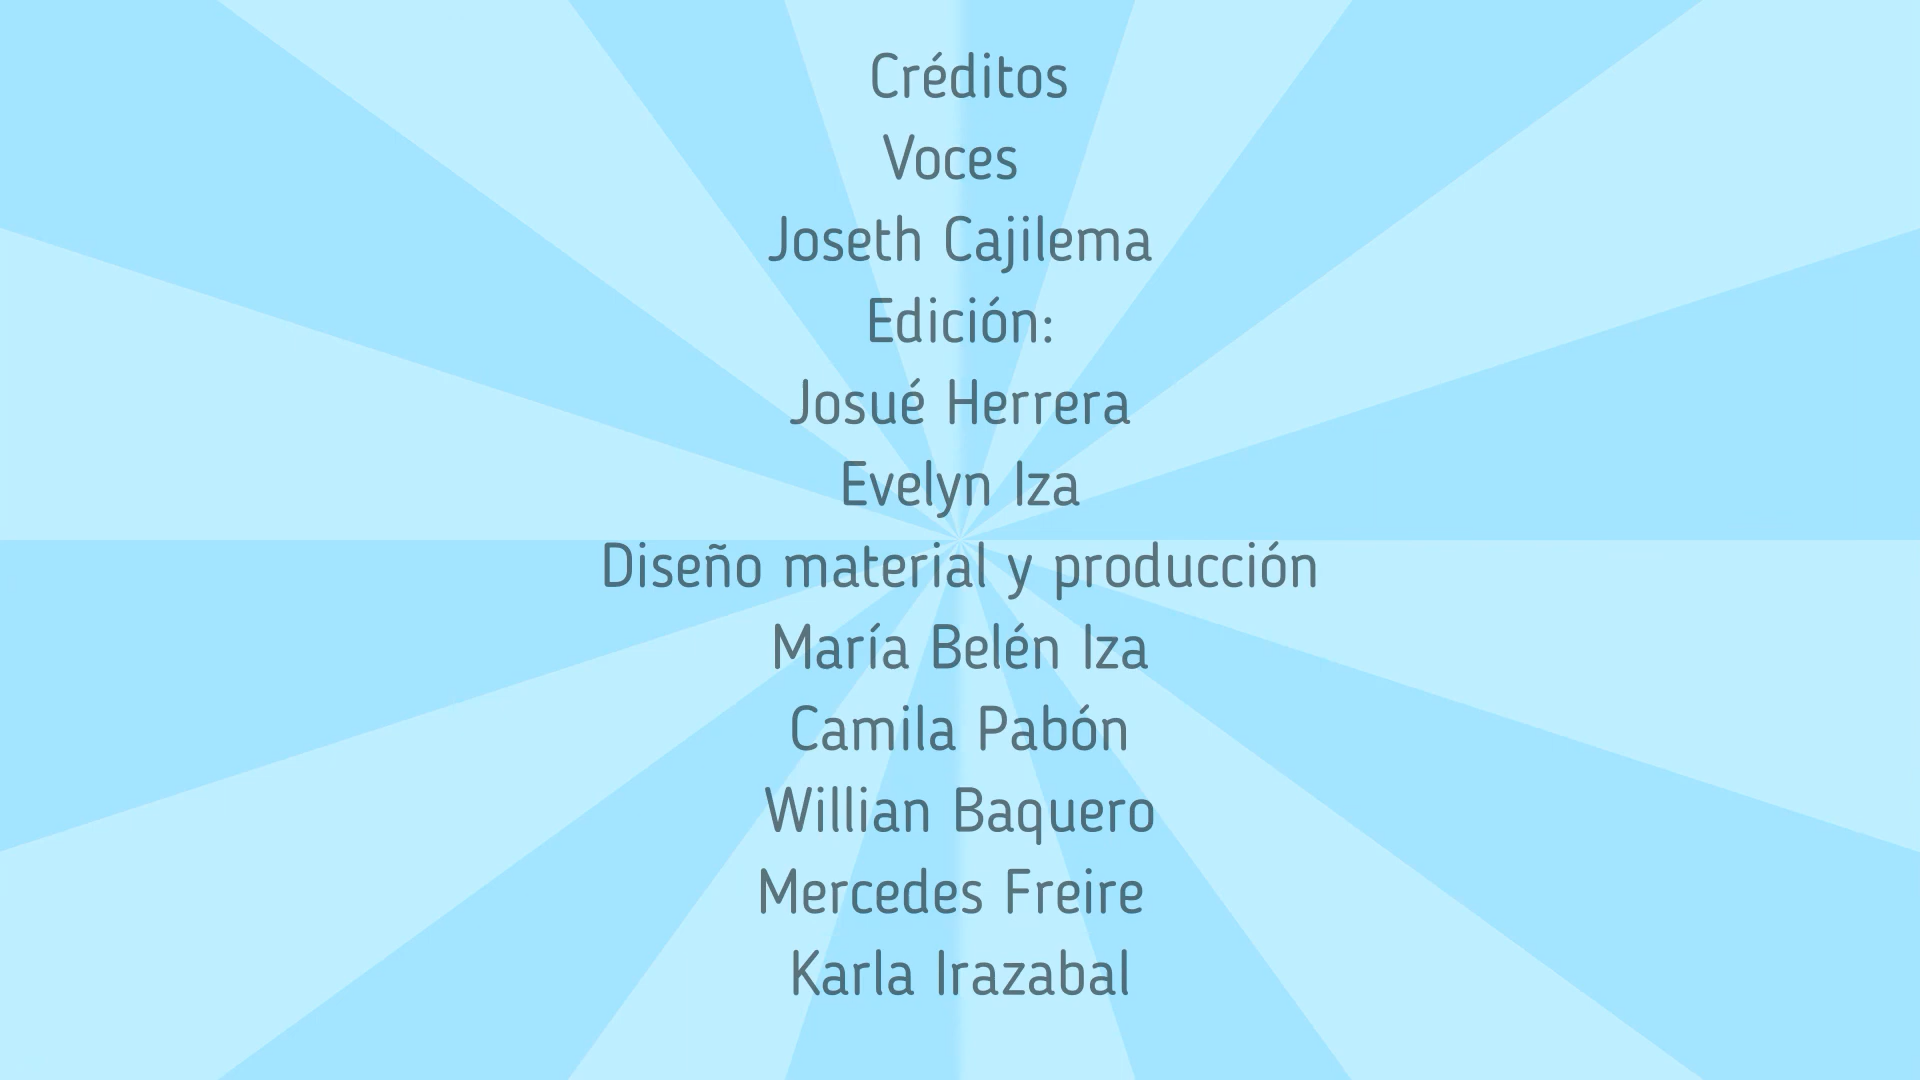 Créditos
Voces
Joseth Cajilema
Edición:
Josué Herrera
Evelyn Iza
Diseño material y producción
María Belén Iza
Camila Pabón
Willian Baquero
Mercedes Freire
Karla Irazabal